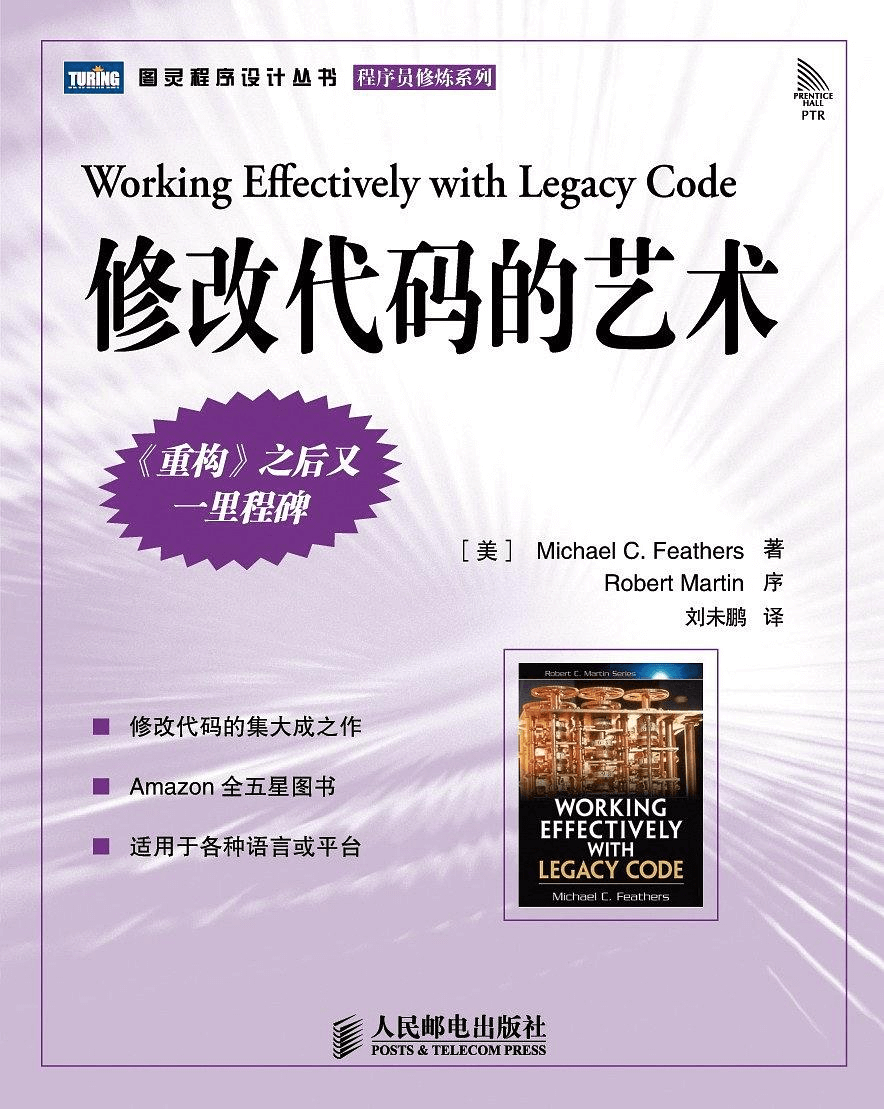 TURING 图灵程序设计丛书 程序员修炼系列
PRENTICE
HALL
PTR
Working Effectively with Legacy Code
修改代码的艺术
《重构》之后又
一里程碑
[美] Michael C. Feathers 著
Robert Martin 序
刘未鹏 译
修改代码的集大成之作
Amazon 全五星图书
适用于各种语言或平台
Robert C. Martin Series
WORKING
EFFECTIVELY
WITH
LEGACY CODE
Michael C. Feathers
人民邮电出版社
POSTS & TELECOM PRESS